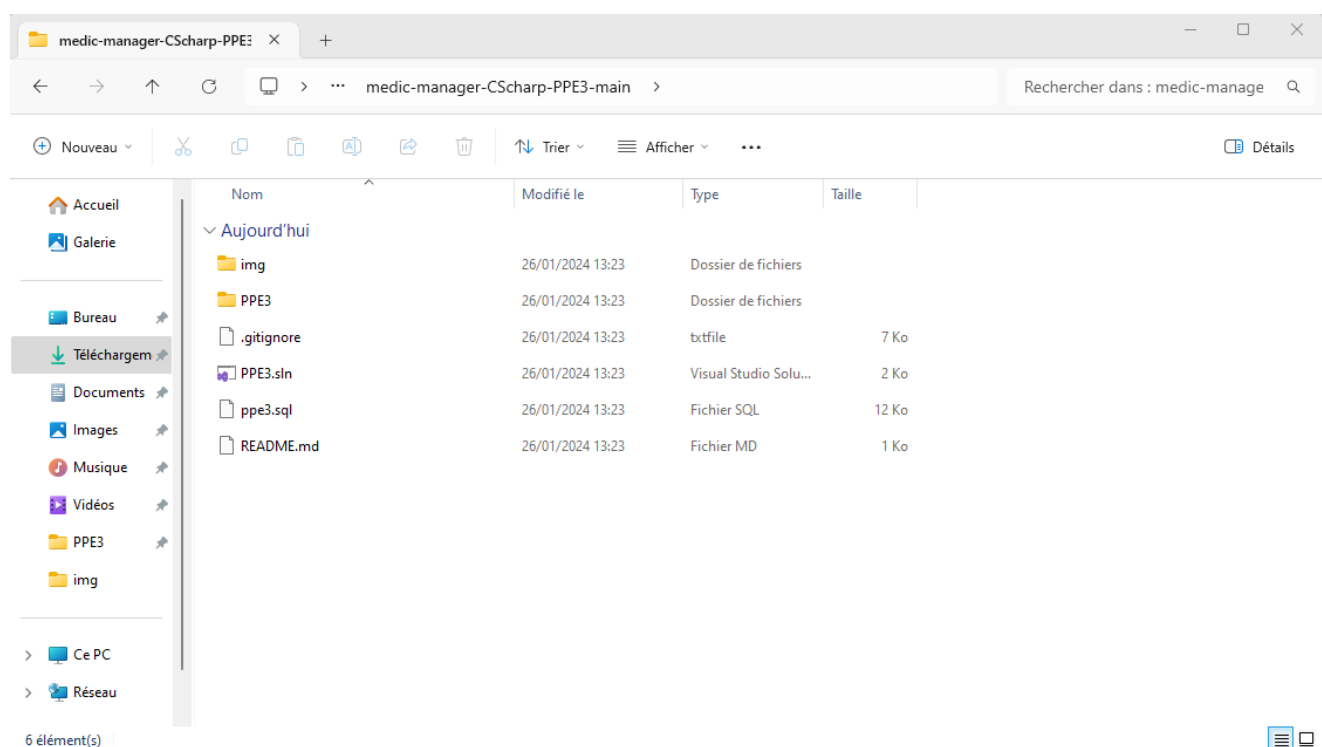 medic-manager-CScharp-PPE3
medic-manager-CScharp-PPE3-main
Rechercher dans : medic-manage
Nouveau
Trier
Afficher
Détails
Nom Modifié le Type Taille
Accueil
Galerie
Bureau
Téléchargem
Documents
Images
Musique
Vidéos
PPE3
img
Ce PC
Réseau
Aujourd'hui
img 26/01/2024 13:23 Dossier de fichiers
PPE3 26/01/2024 13:23 Dossier de fichiers
.gitignore 26/01/2024 13:23 txtfile 7 Ko
PPE3.sln 26/01/2024 13:23 Visual Studio Solu... 2 Ko
ppe3.sql 26/01/2024 13:23 Fichier SQL 12 Ko
README.md 26/01/2024 13:23 Fichier MD 1 Ko
6 élément(s)